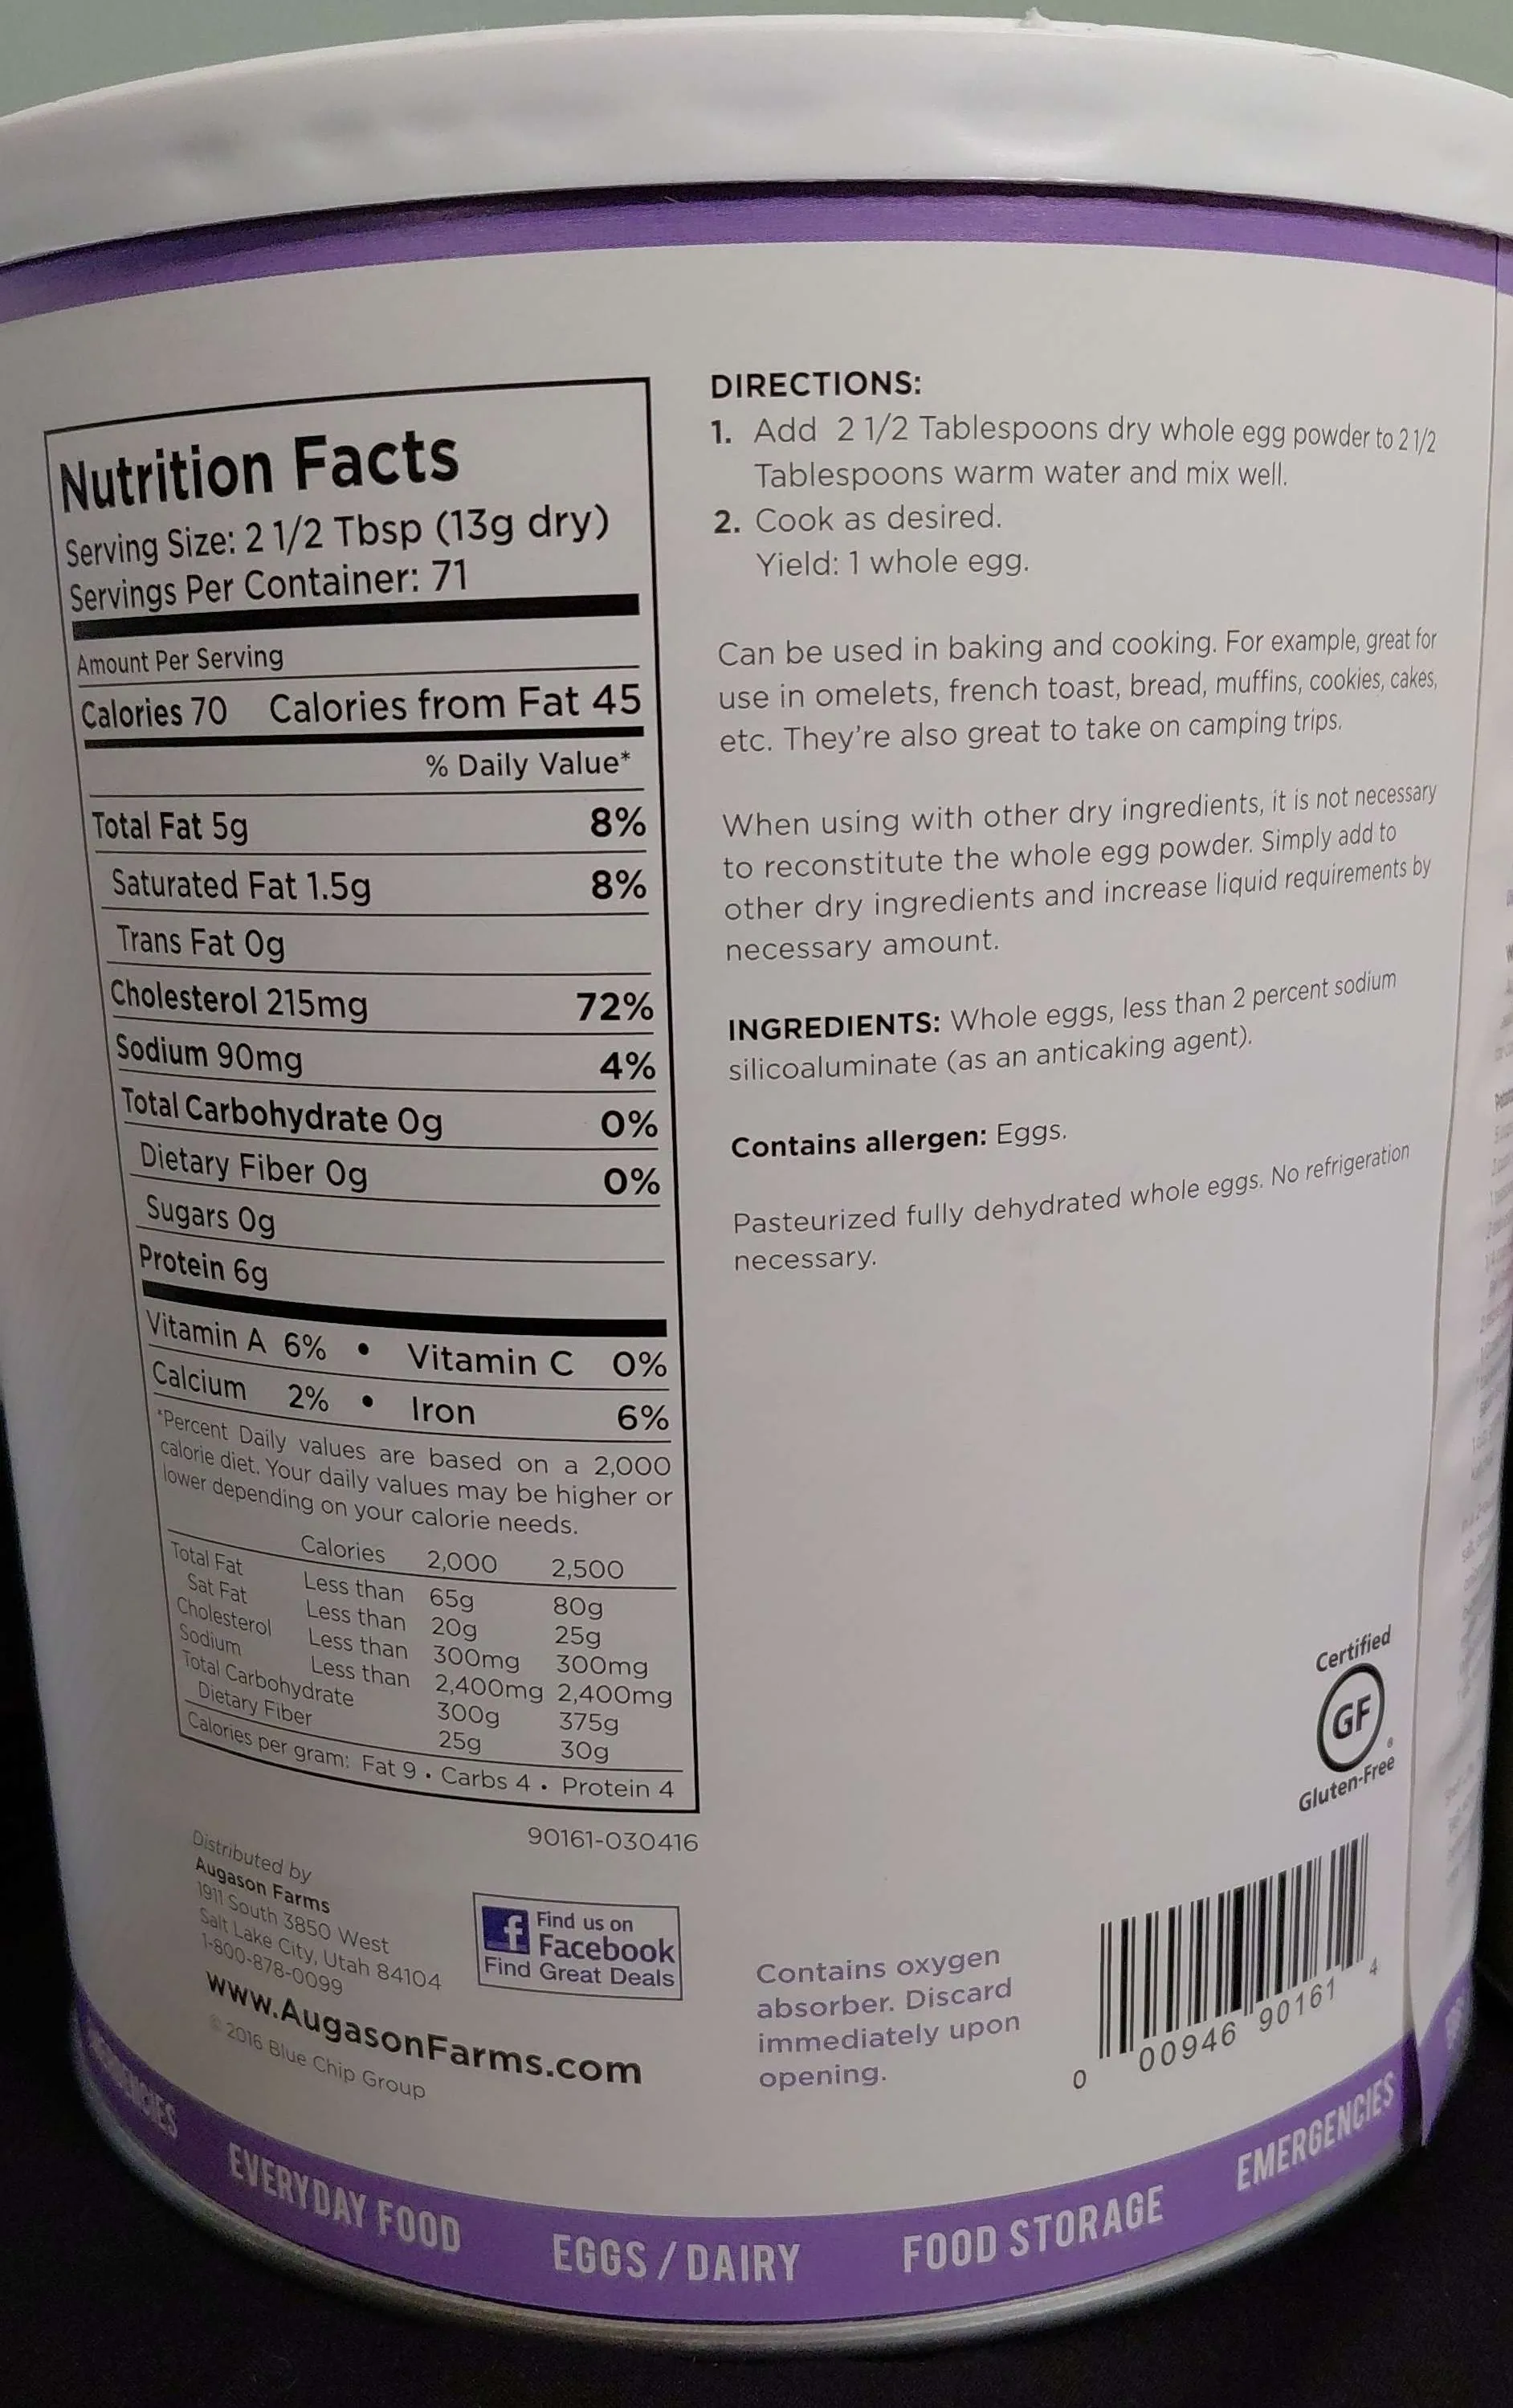 Nutrition Facts
Serving Size: 2 1/2 Tbsp (13g dry)
Servings Per Container: 71
Amount Per Serving
Calories 70 Calories from Fat 45
% Daily Value*
Total Fat 5g 8%
Saturated Fat 1.5g 8%
Trans Fat 0g
Cholesterol 215mg 72%
Sodium 90mg 4%
Total Carbohydrate 0g 0%
Dietary Fiber 0g 0%
Sugars 0g
Protein 6g
Vitamin A 6% • Vitamin C 0%
Calcium 2% • Iron 6%
*Percent Daily values are based on a 2,000
calorie diet. Your daily values may be higher or
lower depending on your calorie needs.
Calories 2,000 2,500
Total Fat Less than 65g 80g
Sat Fat Less than 20g 25g
Cholesterol Less than 300mg 300mg
Sodium Less than 2,400mg 2,400mg
Total Carbohydrate 300g 375g
Dietary Fiber 25g 30g
Calories per gram: Fat 9 • Carbs 4 • Protein 4
90161-030416
Distributed by
Augason Farms
1911 South 3850 West
Salt Lake City, Utah 84104
1-800-878-0099
www.AugasonFarms.com
© 2016 Blue Chip Group
f Find us on
Facebook
Find Great Deals
DIRECTIONS:
1. Add 2 1/2 Tablespoons dry whole egg powder to 2 1/2
Tablespoons warm water and mix well.
2. Cook as desired.
Yield: 1 whole egg.
Can be used in baking and cooking. For example, great for
use in omelets, french toast, bread, muffins, cookies, cakes,
etc. They're also great to take on camping trips.
When using with other dry ingredients, it is not necessary
to reconstitute the whole egg powder. Simply add to
other dry ingredients and increase liquid requirements by
necessary amount.
INGREDIENTS: Whole eggs, less than 2 percent sodium
silicoaluminate (as an anticaking agent).
Contains allergen: Eggs.
Pasteurized fully dehydrated whole eggs. No refrigeration
necessary.
Certified
GF
®
Gluten-Free
Contains oxygen
absorber. Discard
immediately upon
opening.
0 00946 90161 4
EVERYDAY FOOD EGGS / DAIRY FOOD STORAGE EMERGENCIES